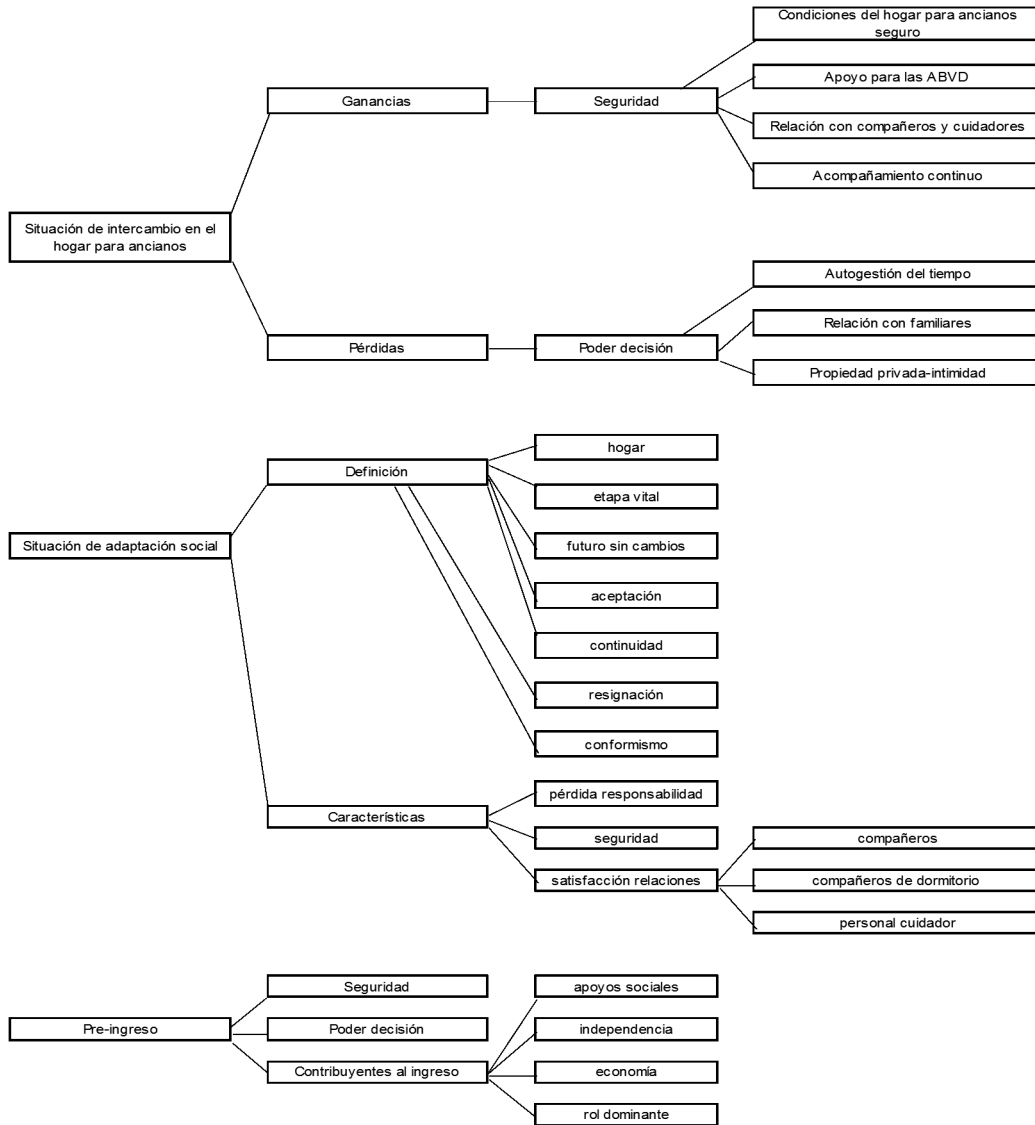 Condiciones del hogar para ancianos
seguro
Apoyo para las ABVD
Ganancias
Seguridad
Relación con compañeros y cuidadores
Acompañamiento continuo
Situación de intercambio en el
hogar para ancianos
Autogestión del tiempo
Relación con familiares
Pérdidas
Poder decisión
Propiedad privada-intimidad
hogar
Definición
etapa vital
Situación de adaptación social
futuro sin cambios
aceptación
continuidad
resignación
conformismo
pérdida responsabilidad
Características
seguridad
compañeros
satisfacción relaciones
compañeros de dormitorio
personal cuidador
Seguridad
apoyos sociales
Pre-ingreso
Poder decisión
independencia
Contribuyentes al ingreso
economía
rol dominante